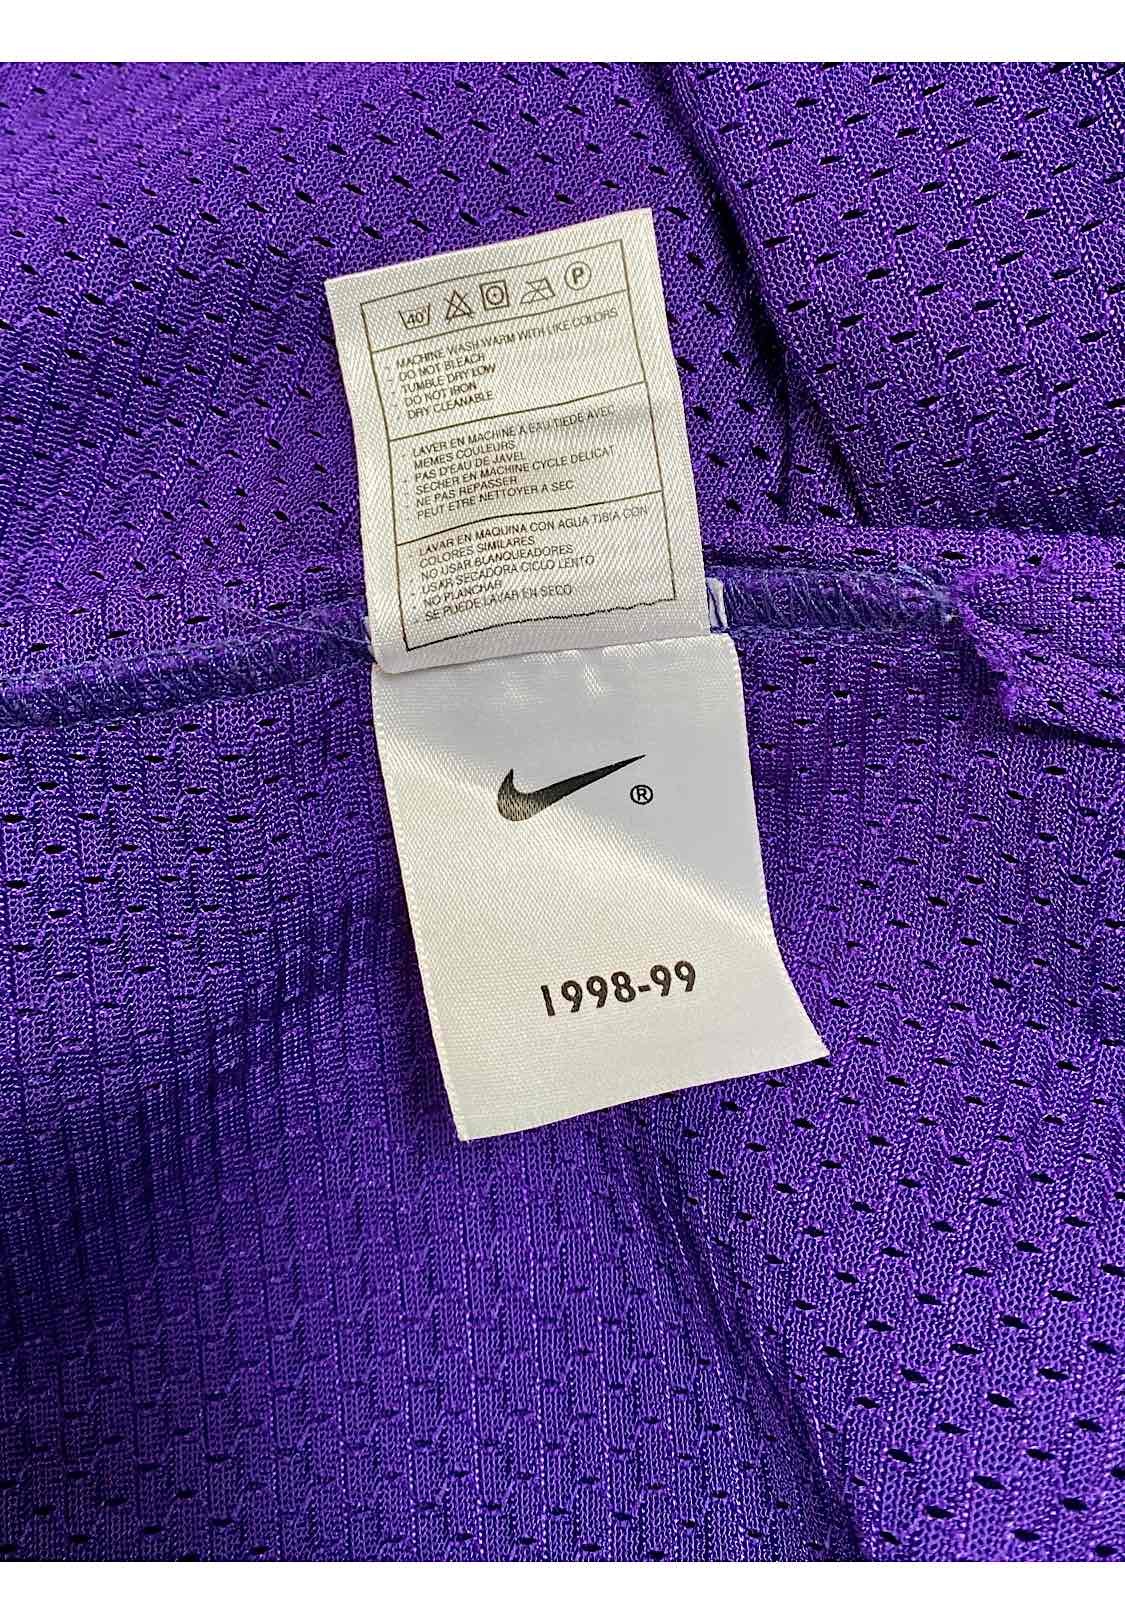 40
P
- MACHINE WASH WARM WITH LIKE COLORS
- DO NOT BLEACH
- TUMBLE DRY LOW
- DO NOT IRON
- DRY CLEANABLE
- LAVER EN MACHINE A EAU TIEDE AVEC
MEMES COULEURS
- PAS D'EAU DE JAVEL
- SECHER EN MACHINE CYCLE DELICAT
- NE PAS REPASSER
- PEUT ETRE NETTOYER A SEC
- LAVAR EN MAQUINA CON AGUA TIBIA CON
COLORES SIMILARES
- NO USAR BLANQUEADORES
- USAR SECADORA CICLO LENTO
- NO PLANCHAR
- SE PUEDE LAVAR EN SECO
®
1998-99